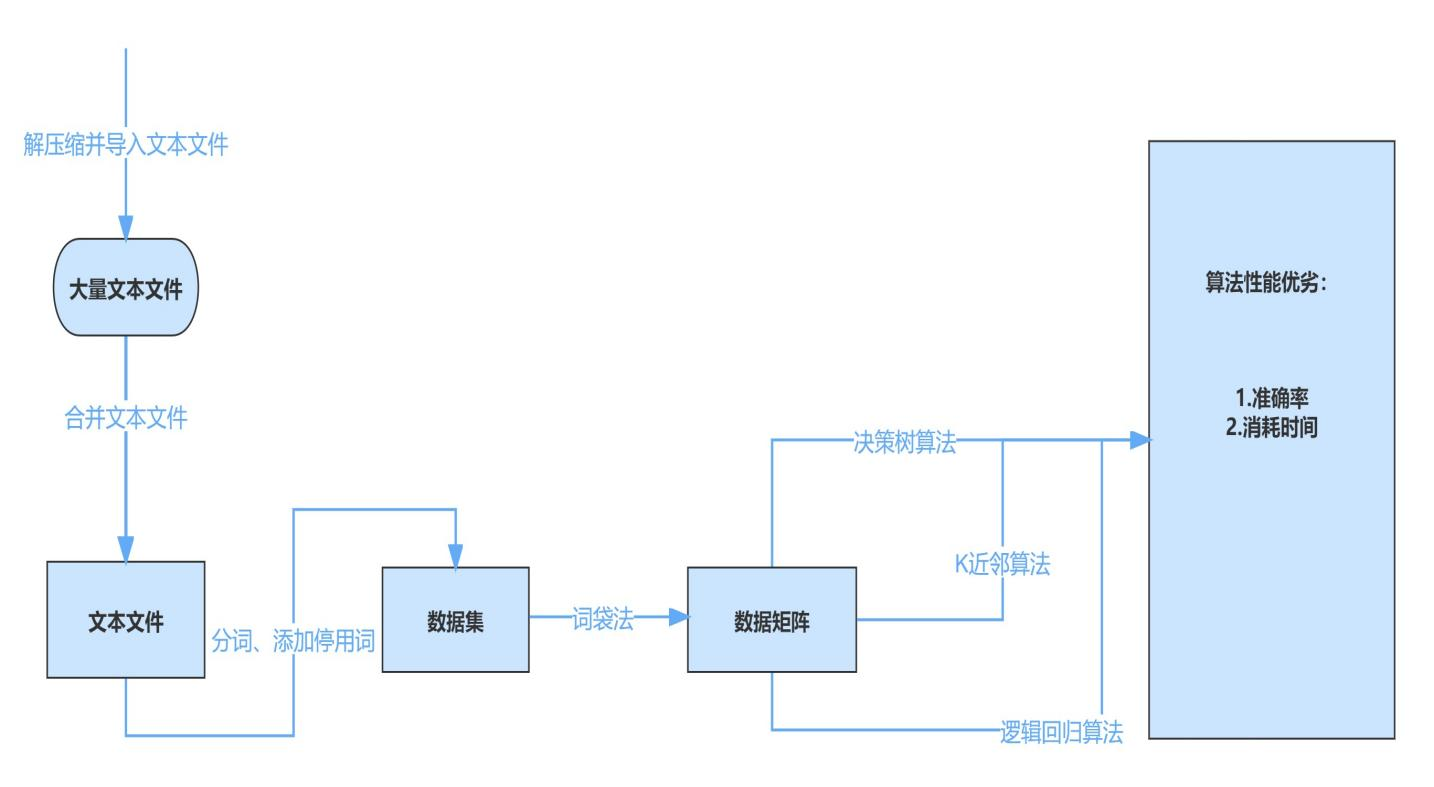 解压缩并导入文本文件
大量文本文件
合并文本文件
文本文件
分词、添加停用词
数据集
词袋法
数据矩阵
决策树算法
K近邻算法
逻辑回归算法
算法性能优劣：
1.准确率
2.消耗时间